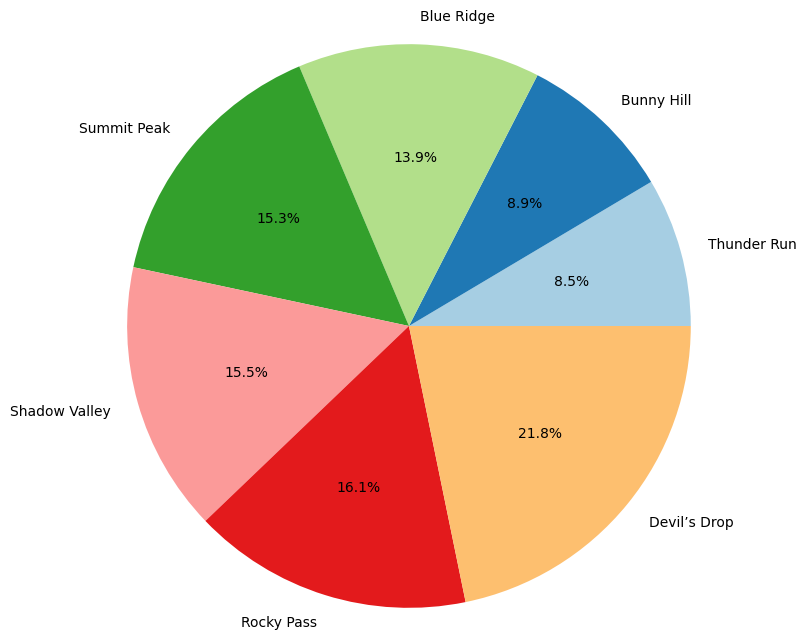 Blue Ridge
Bunny Hill
Summit Peak
13.9%
8.9%
15.3%
Thunder Run
8.5%
15.5%
Shadow Valley
21.8%
16.1%
Devil’s Drop
Rocky Pass